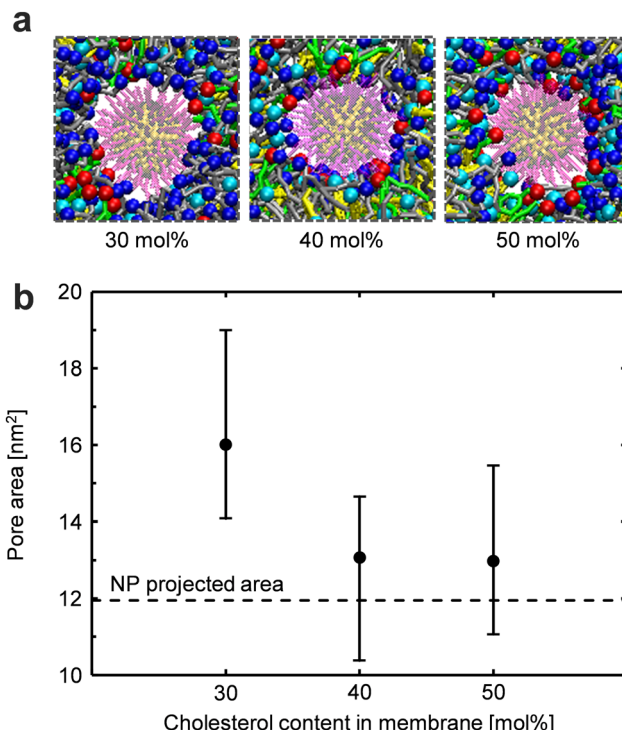 a
30 mol%
40 mol%
50 mol%
b
20
18
16
14
12
10
Pore area [nm²]
NP projected area
30
40
50
Cholesterol content in membrane [mol%]